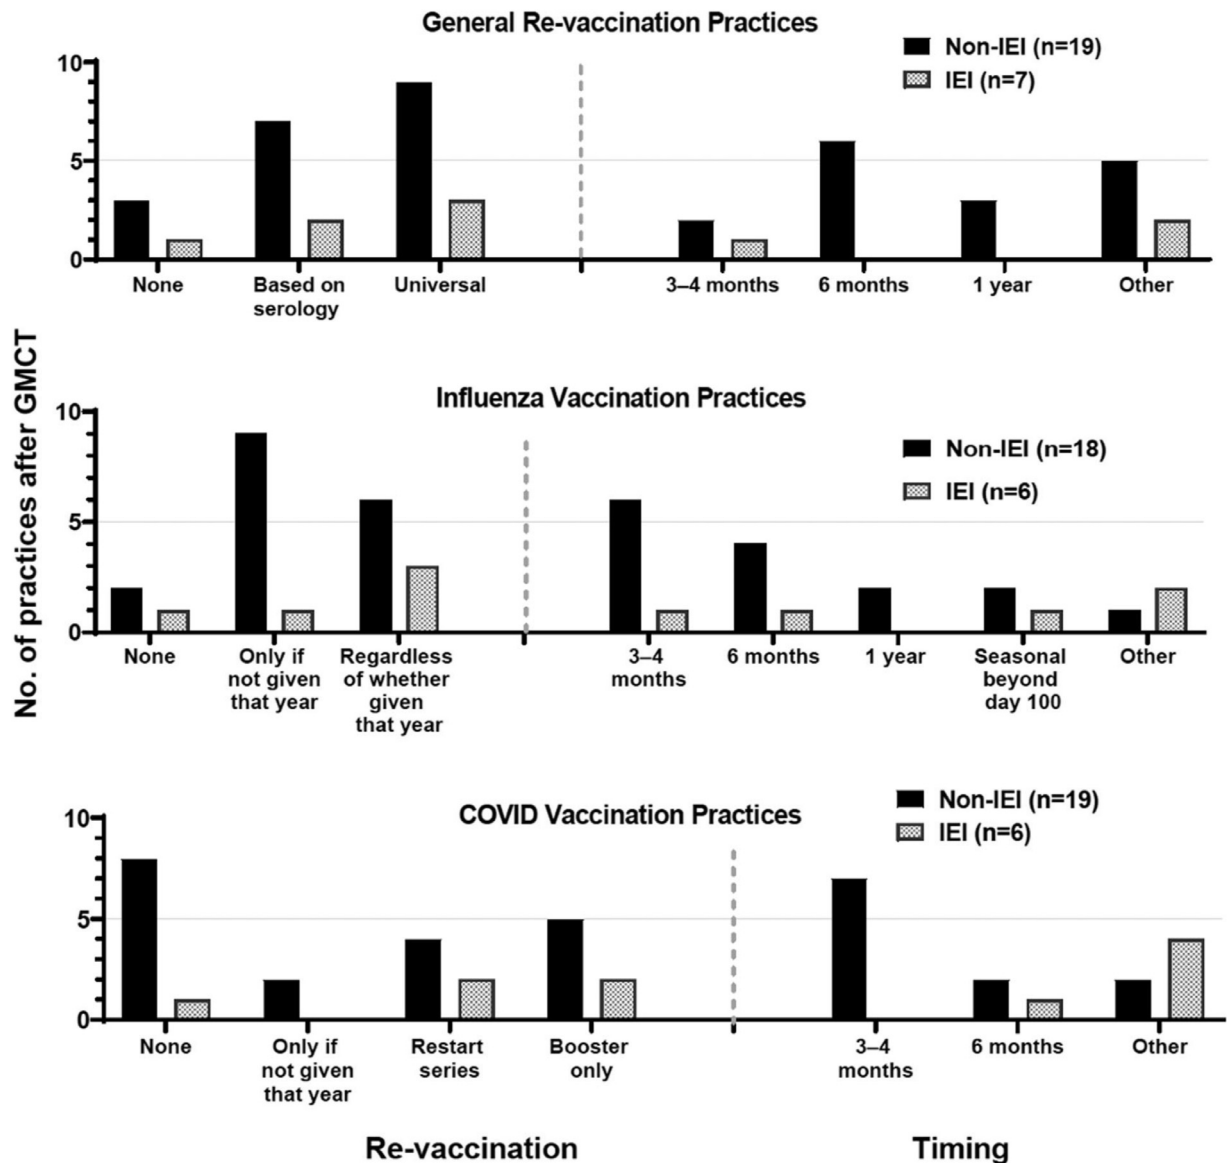 General Re-vaccination Practices
Non-IEI (n=19)
IEI (n=7)
10
5
0
None
Based on
serology
Universal
3–4 months
6 months
1 year
Other
No. of practices after GMCT
Influenza Vaccination Practices
Non-IEI (n=18)
IEI (n=6)
10
5
0
None
Only if
not given
that year
Regardless
of whether
given
that year
3–4
months
6 months
1 year
Seasonal
beyond
day 100
Other
COVID Vaccination Practices
Non-IEI (n=19)
IEI (n=6)
10
5
0
None
Only if
not given
that year
Restart
series
Booster
only
3–4
months
6 months
Other
Re-vaccination
Timing